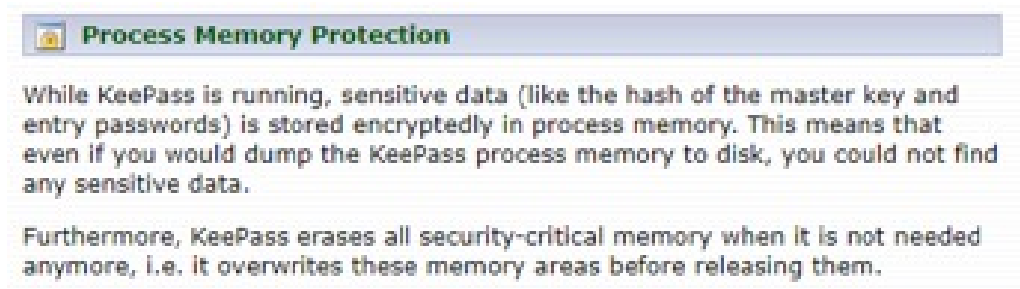 Process Memory Protection
While KeePass is running, sensitive data (like the hash of the master key and
entry passwords) is stored encryptedly in process memory. This means that
even if you would dump the KeePass process memory to disk, you could not find
any sensitive data.
Furthermore, KeePass erases all security-critical memory when it is not needed
anymore, i.e. it overwrites these memory areas before releasing them.